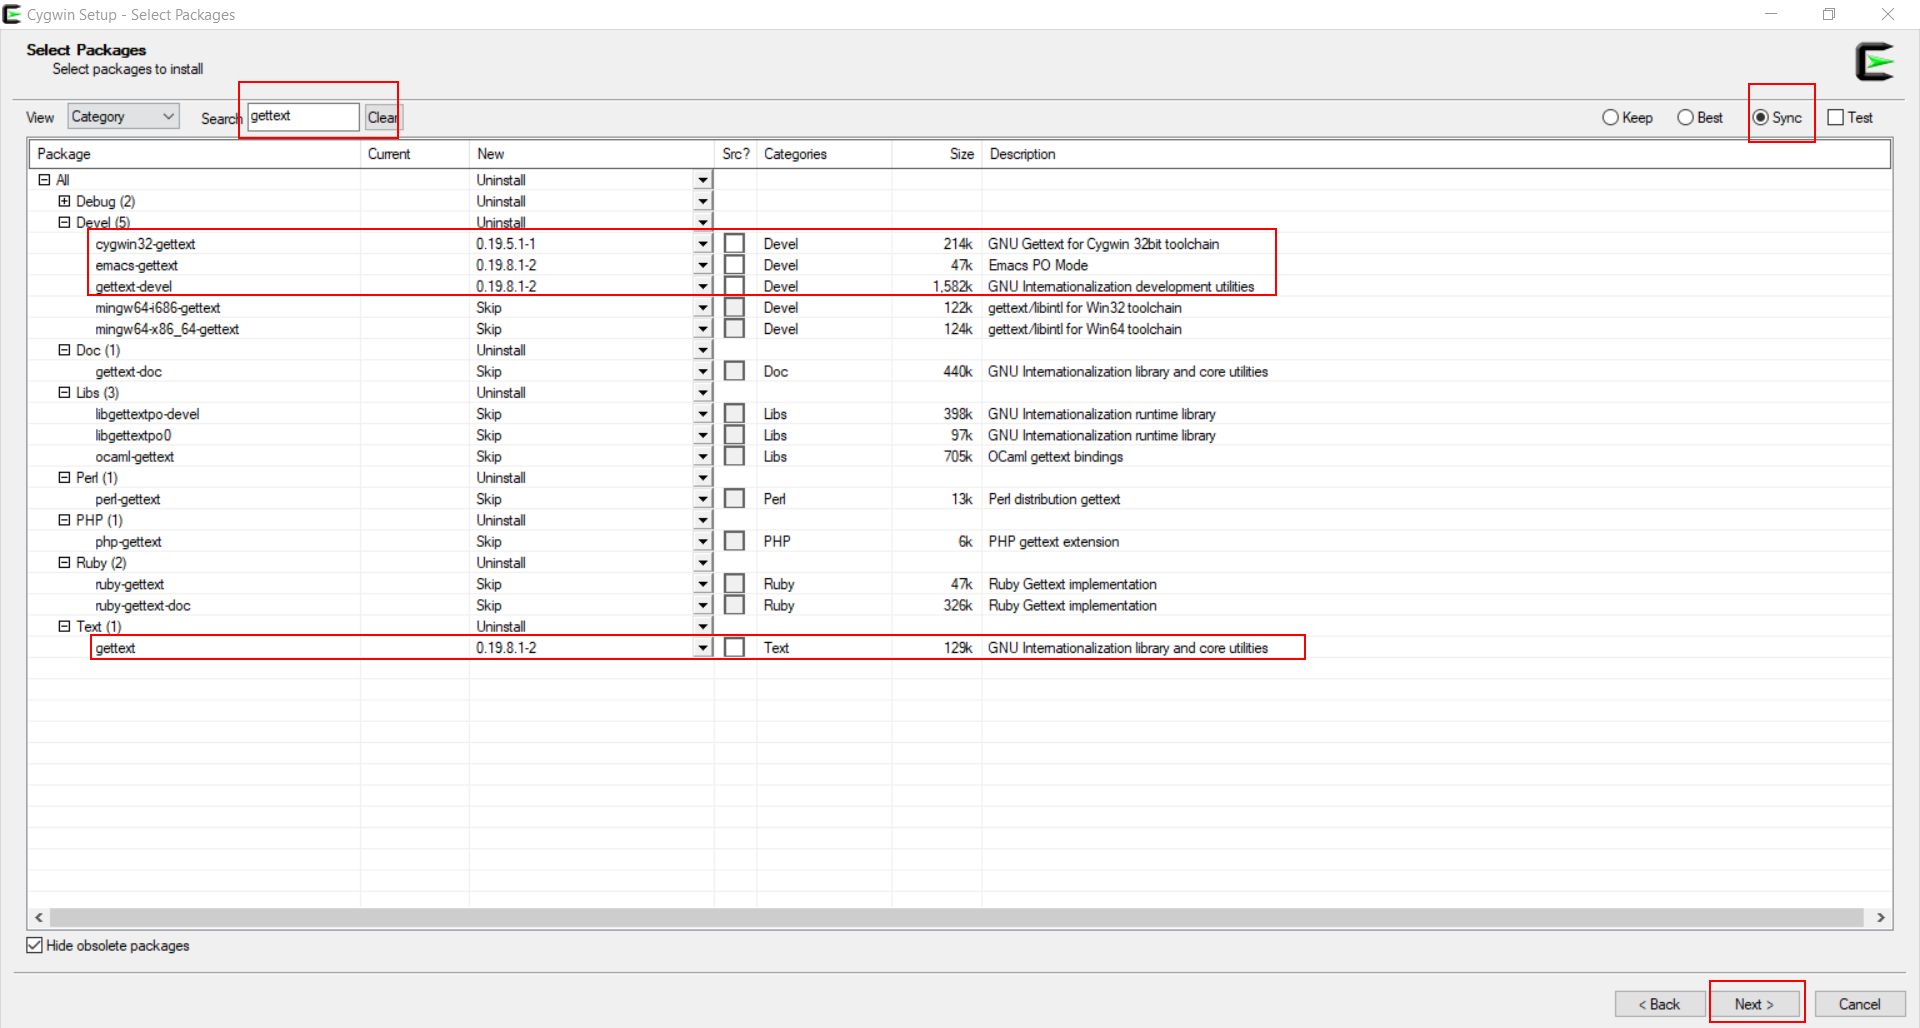 Cygwin Setup - Select Packages
Select Packages
Select packages to install
View Category Search gettext Clear Keep Best Sync Test
Package Current New Src? Categories Size Description
All Uninstall
Debug (2) Uninstall
Devel (5) Uninstall
cygwin32-gettext 0.19.5.1-1 Devel 214k GNU Gettext for Cygwin 32bit toolchain
emacs-gettext 0.19.8.1-2 Devel 47k Emacs PO Mode
gettext-devel 0.19.8.1-2 Devel 1,582k GNU Internationalization development utilities
mingw64-i686-gettext Skip Devel 122k gettext/libintl for Win32 toolchain
mingw64-x86_64-gettext Skip Devel 124k gettext/libintl for Win64 toolchain
Doc (1) Uninstall
gettext-doc Skip Doc 440k GNU Internationalization library and core utilities
Libs (3) Uninstall
libgettextpo-devel Skip Libs 398k GNU Internationalization runtime library
libgettextpo0 Skip Libs 97k GNU Internationalization runtime library
ocaml-gettext Skip Libs 705k OCaml gettext bindings
Perl (1) Uninstall
perl-gettext Skip Perl 13k Perl distribution gettext
PHP (1) Uninstall
php-gettext Skip PHP 6k PHP gettext extension
Ruby (2) Uninstall
ruby-gettext Skip Ruby 47k Ruby Gettext implementation
ruby-gettext-doc Skip Ruby 326k Ruby Gettext implementation
Text (1) Uninstall
gettext 0.19.8.1-2 Text 129k GNU Internationalization library and core utilities
Hide obsolete packages
< Back Next > Cancel